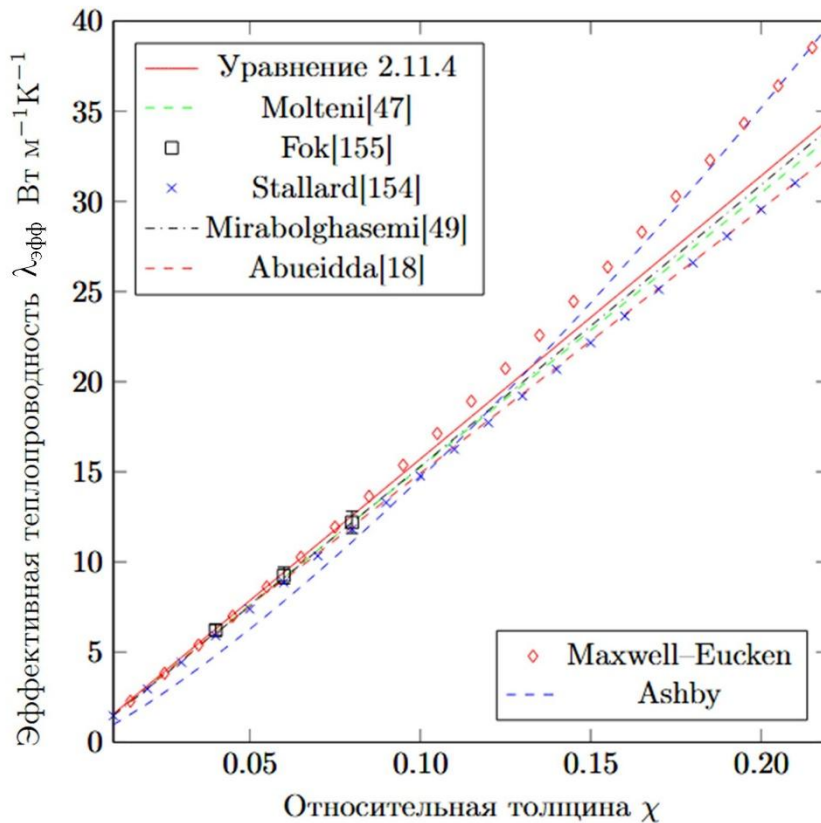 40
35
30
25
20
15
10
5
0
Эффективная теплопроводность λэфф Вт м⁻¹К⁻¹
Уравнение 2.11.4
Molteni[47]
Fok[155]
Stallard[154]
Mirabolghasemi[49]
Abueidda[18]
Maxwell–Eucken
Ashby
0.05 0.10 0.15 0.20
Относительная толщина χ